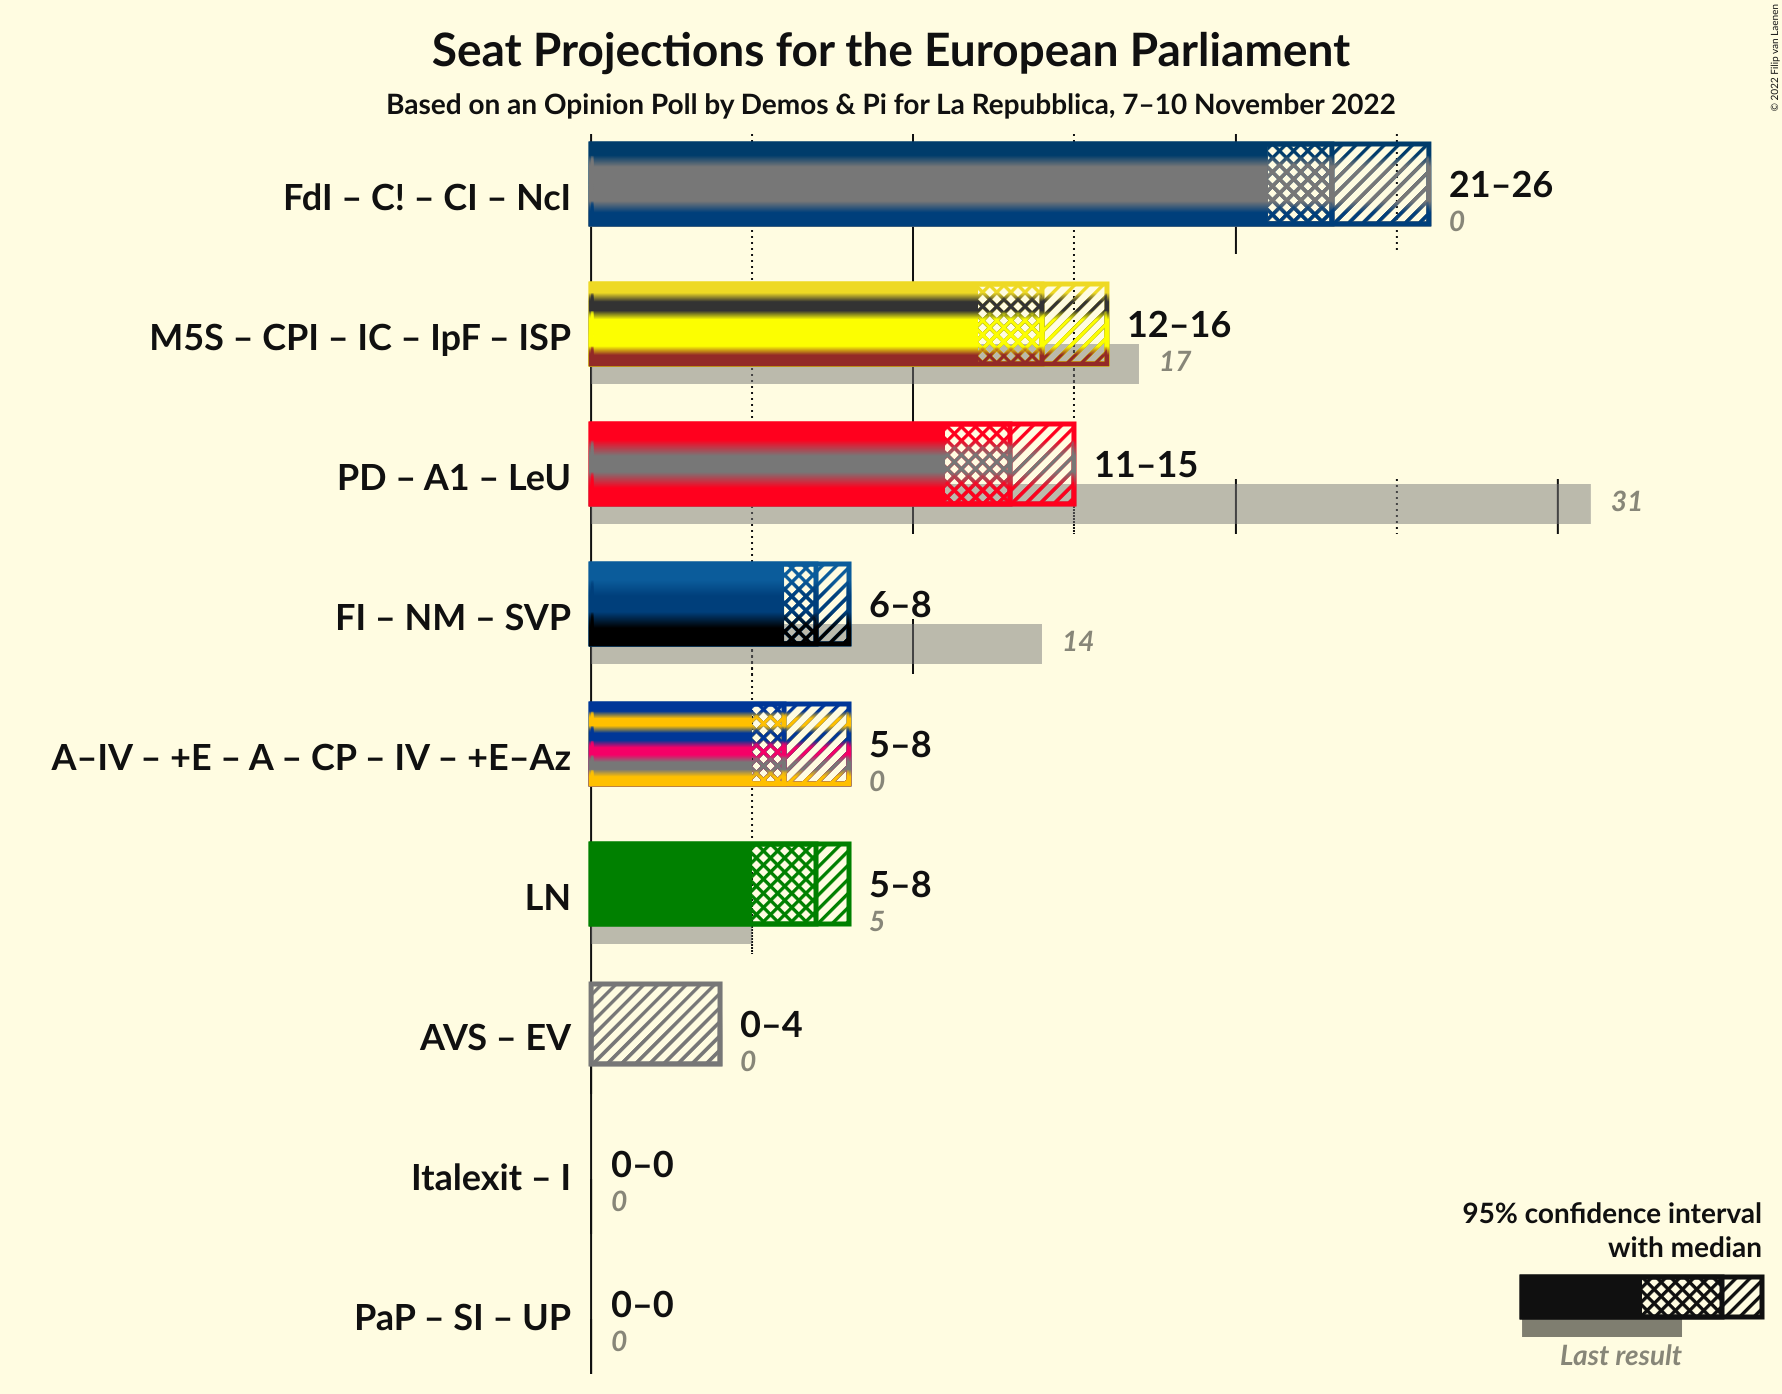 Seat Projections for the European Parliament
Based on an Opinion Poll by Demos & Pi for La Repubblica, 7–10 November 2022
© 2022 Filip van Laenen
FdI – C! – CI – NcI
21–26
0
M5S – CPI – IC – IpF – ISP
12–16
17
PD – A1 – LeU
11–15
31
FI – NM – SVP
6–8
14
A–IV – +E – A – CP – IV – +E–Az
5–8
0
LN
5–8
5
AVS – EV
0–4
0
Italexit – I
0–0
0
PaP – SI – UP
0–0
0
95% confidence interval
with median
Last result